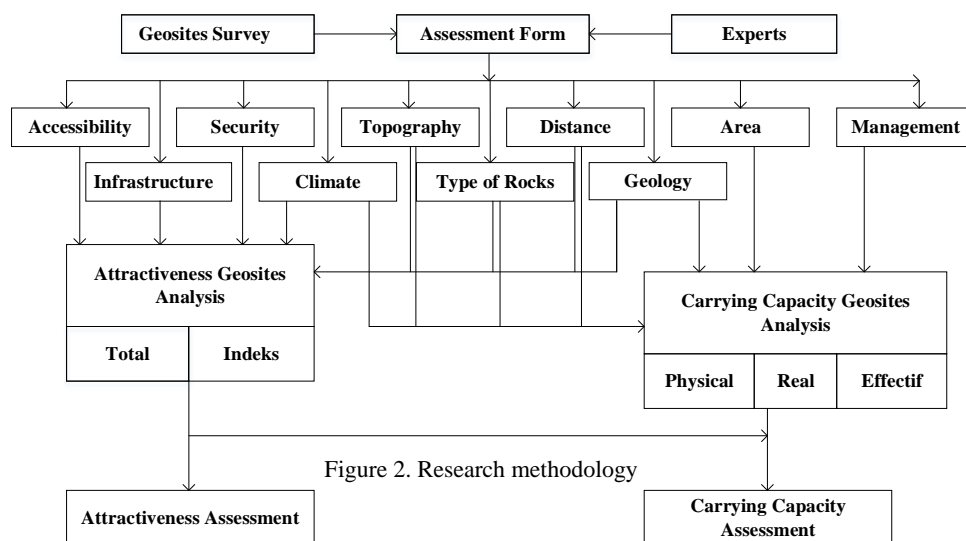 Geosites Survey
Assessment Form
Experts
Accessibility
Security
Topography
Distance
Area
Management
Infrastructure
Climate
Type of Rocks
Geology
Attractiveness Geosites
Analysis
Total
Indeks
Carrying Capacity Geosites
Analysis
Physical
Real
Effectif
Figure 2. Research methodology
Attractiveness Assessment
Carrying Capacity
Assessment